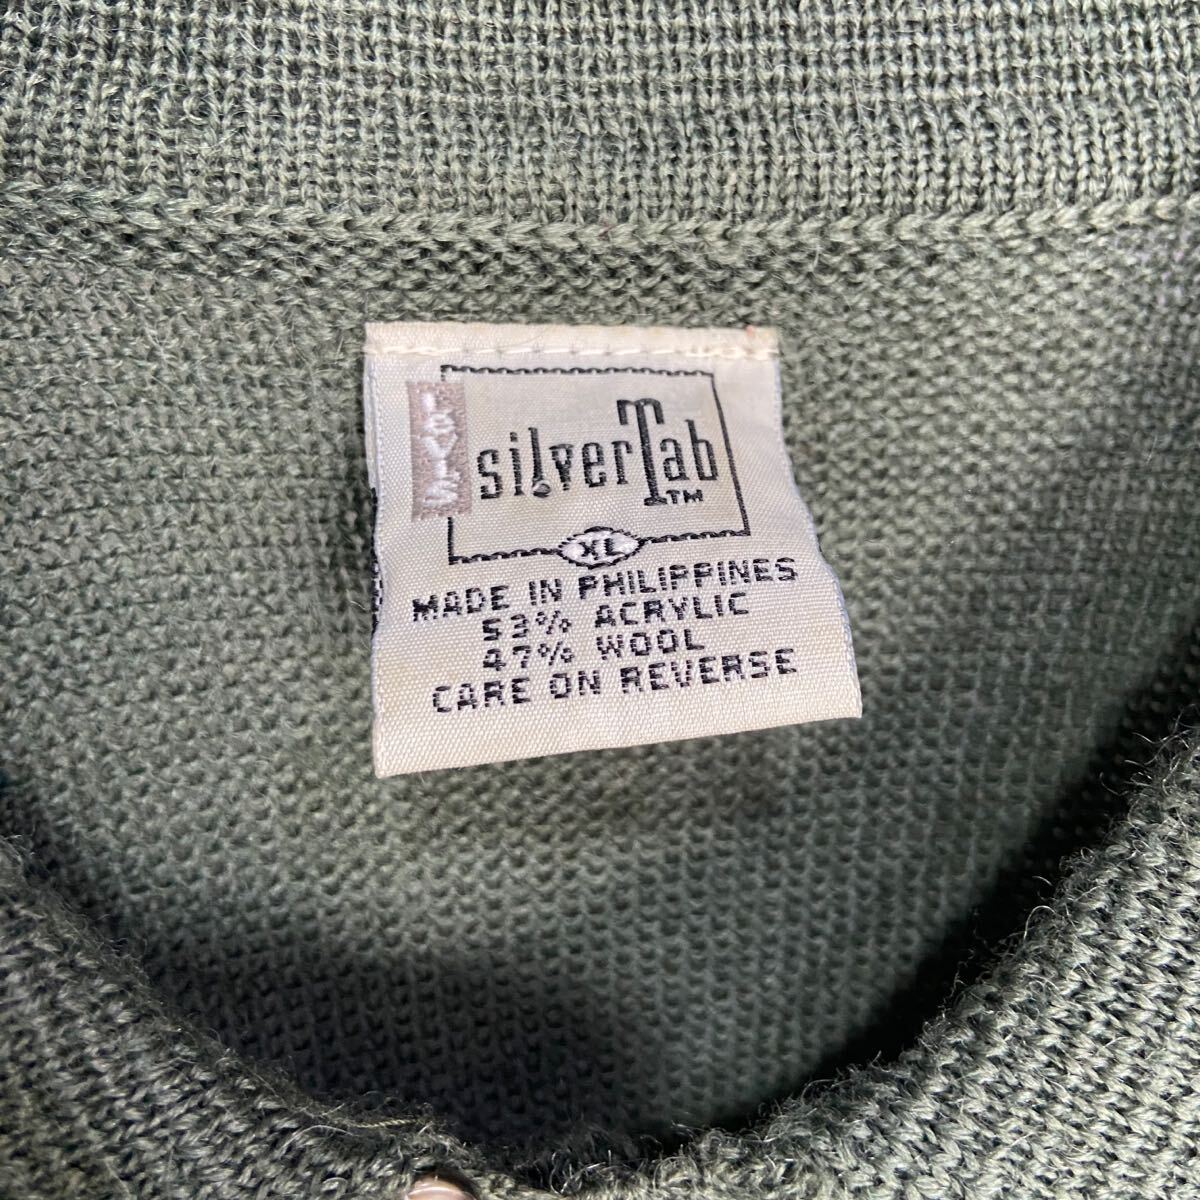 LEVI'S
silverTab
TM
XL
MADE IN PHILIPPINES
53% ACRYLIC
47% WOOL
CARE ON REVERSE